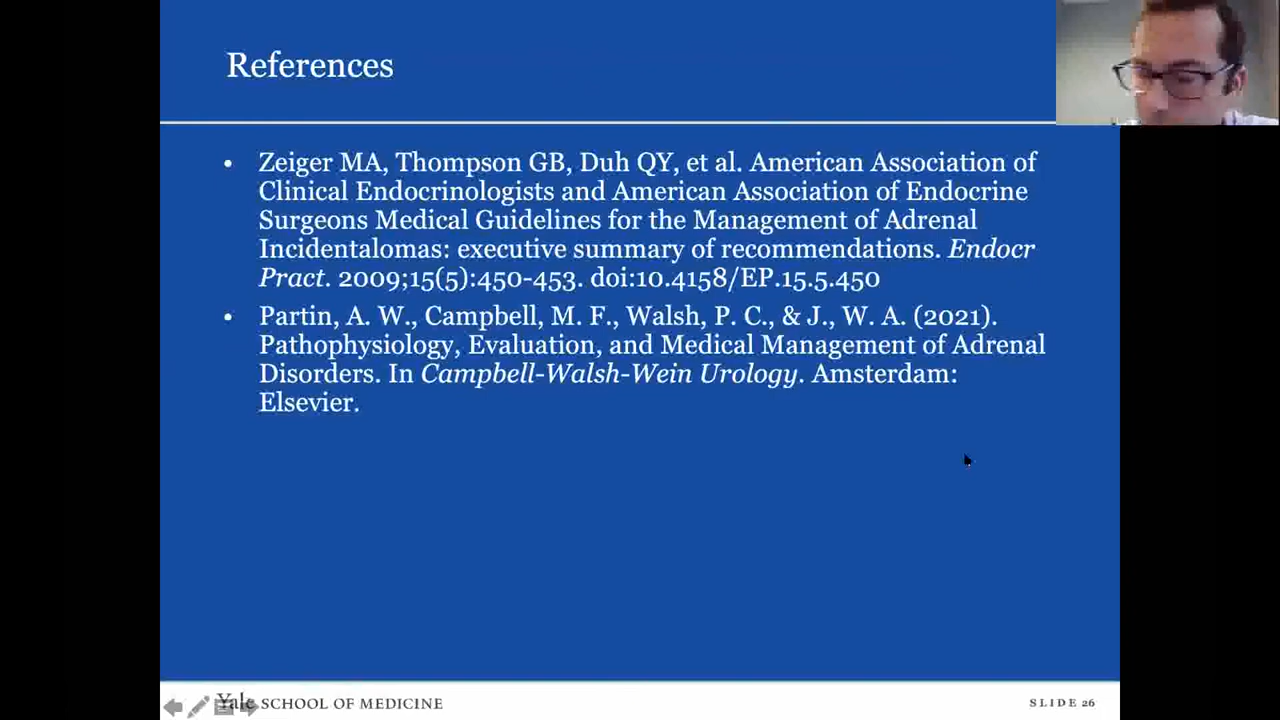 References
• Zeiger MA, Thompson GB, Duh QY, et al. American Association of
Clinical Endocrinologists and American Association of Endocrine
Surgeons Medical Guidelines for the Management of Adrenal
Incidentalomas: executive summary of recommendations. Endocr
Pract. 2009;15(5):450-453. doi:10.4158/EP.15.5.450
• Partin, A. W., Campbell, M. F., Walsh, P. C., & J., W. A. (2021).
Pathophysiology, Evaluation, and Medical Management of Adrenal
Disorders. In Campbell-Walsh-Wein Urology. Amsterdam:
Elsevier.
Yale SCHOOL OF MEDICINE
SLIDE 26